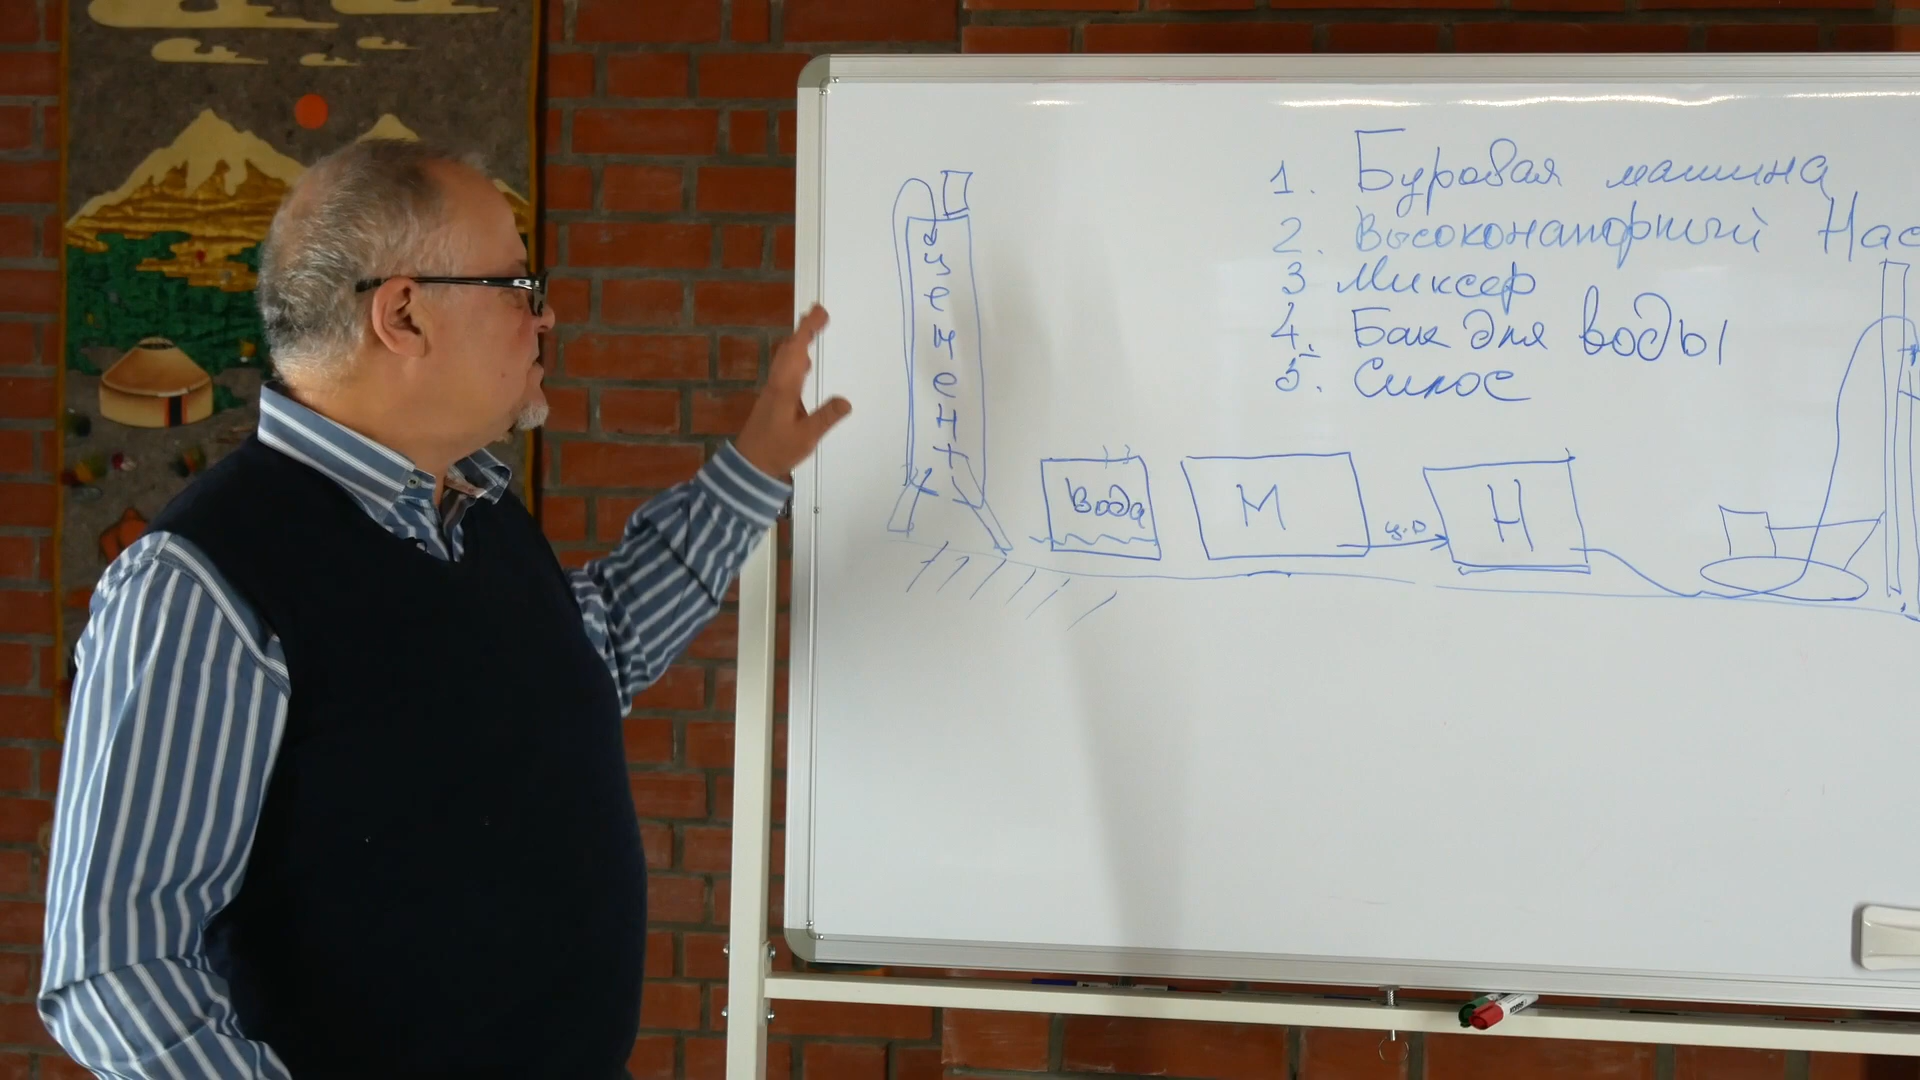 1. Буровая машина
2. Высоконапорный Нас
3 Миксер
4. Бак для воды
5. Силос
цемент
вода
М
ц.р
Н